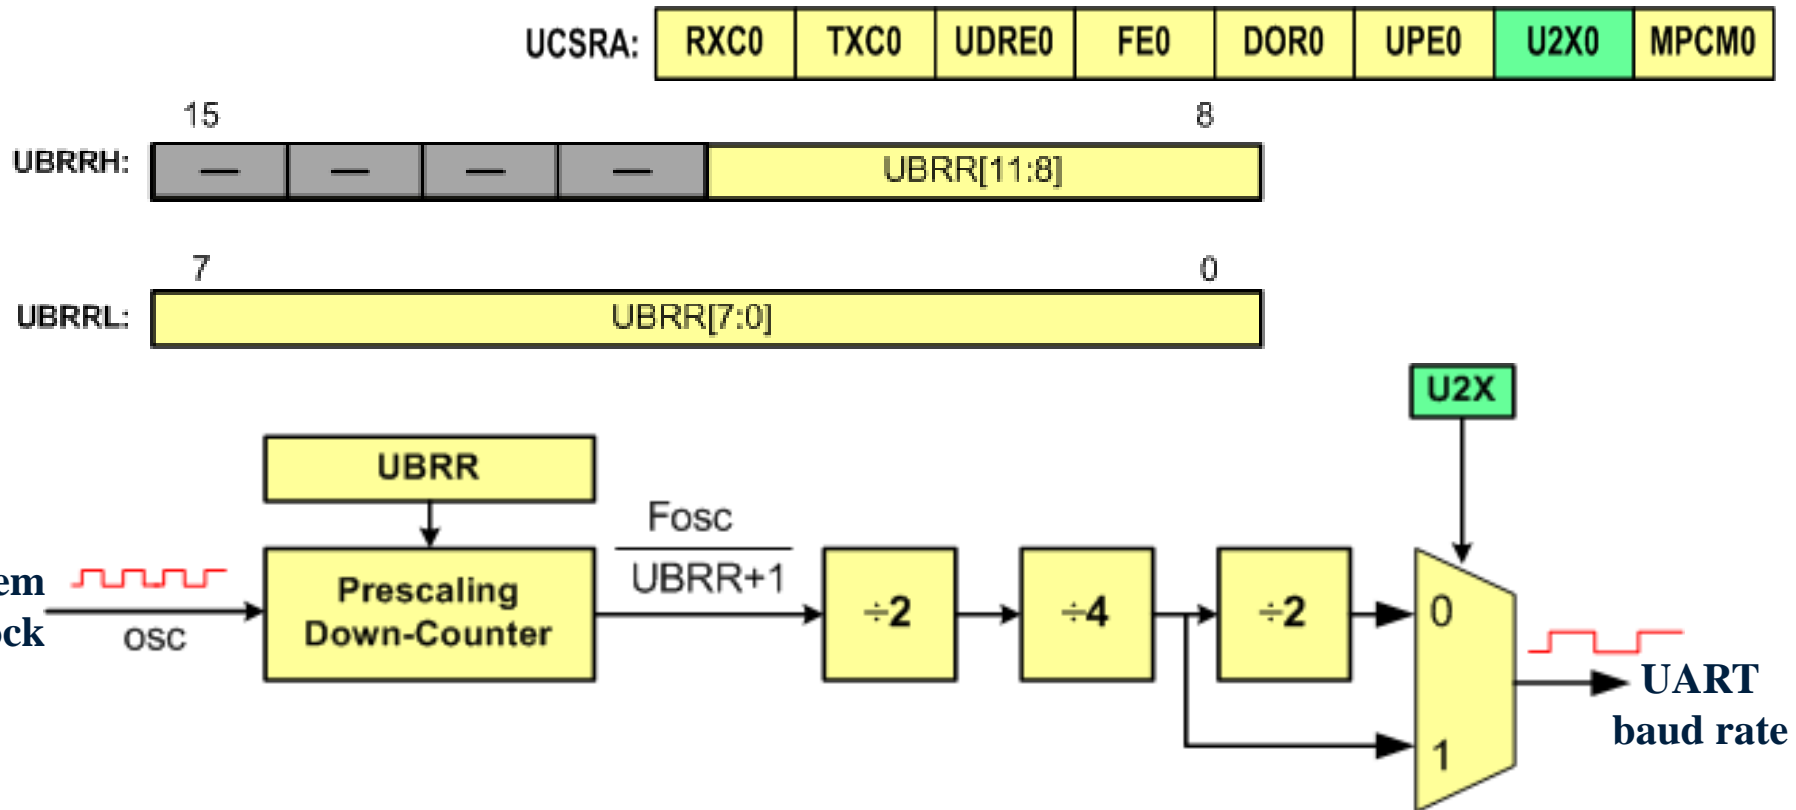 UCSRA: RXC0 TXC0 UDRE0 FE0 DOR0 UPE0 U2X0 MPCM0
15 8
UBRRH: — — — — UBRR[11:8]
7 0
UBRRL: UBRR[7:0]
U2X
UBRR
Fosc
UBRR+1
em
ock
osc
Prescaling
Down-Counter
÷2
÷4
÷2
0
1
UART
baud rate